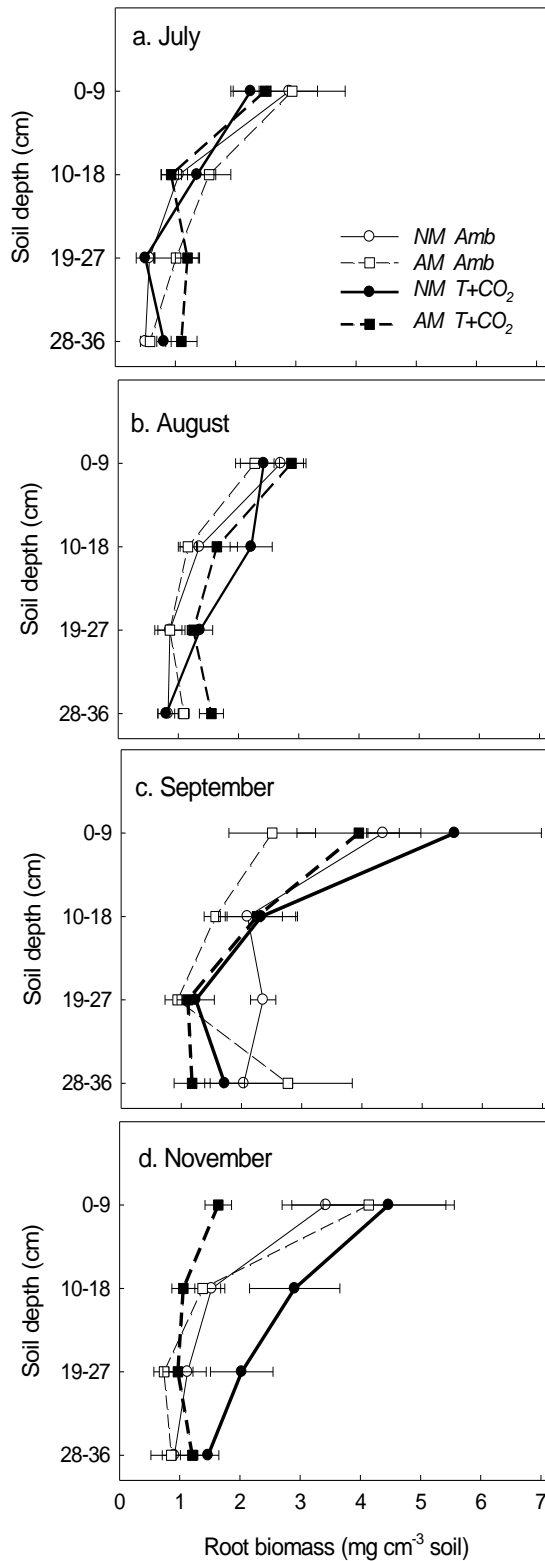 a. July
0-9
10-18
19-27
28-36
Soil depth (cm)
NM Amb
AM Amb
NM T+CO₂
AM T+CO₂
b. August
0-9
10-18
19-27
28-36
Soil depth (cm)
c. September
0-9
10-18
19-27
28-36
Soil depth (cm)
d. November
0-9
10-18
19-27
28-36
Soil depth (cm)
0 1 2 3 4 5 6 7
Root biomass (mg cm⁻³ soil)